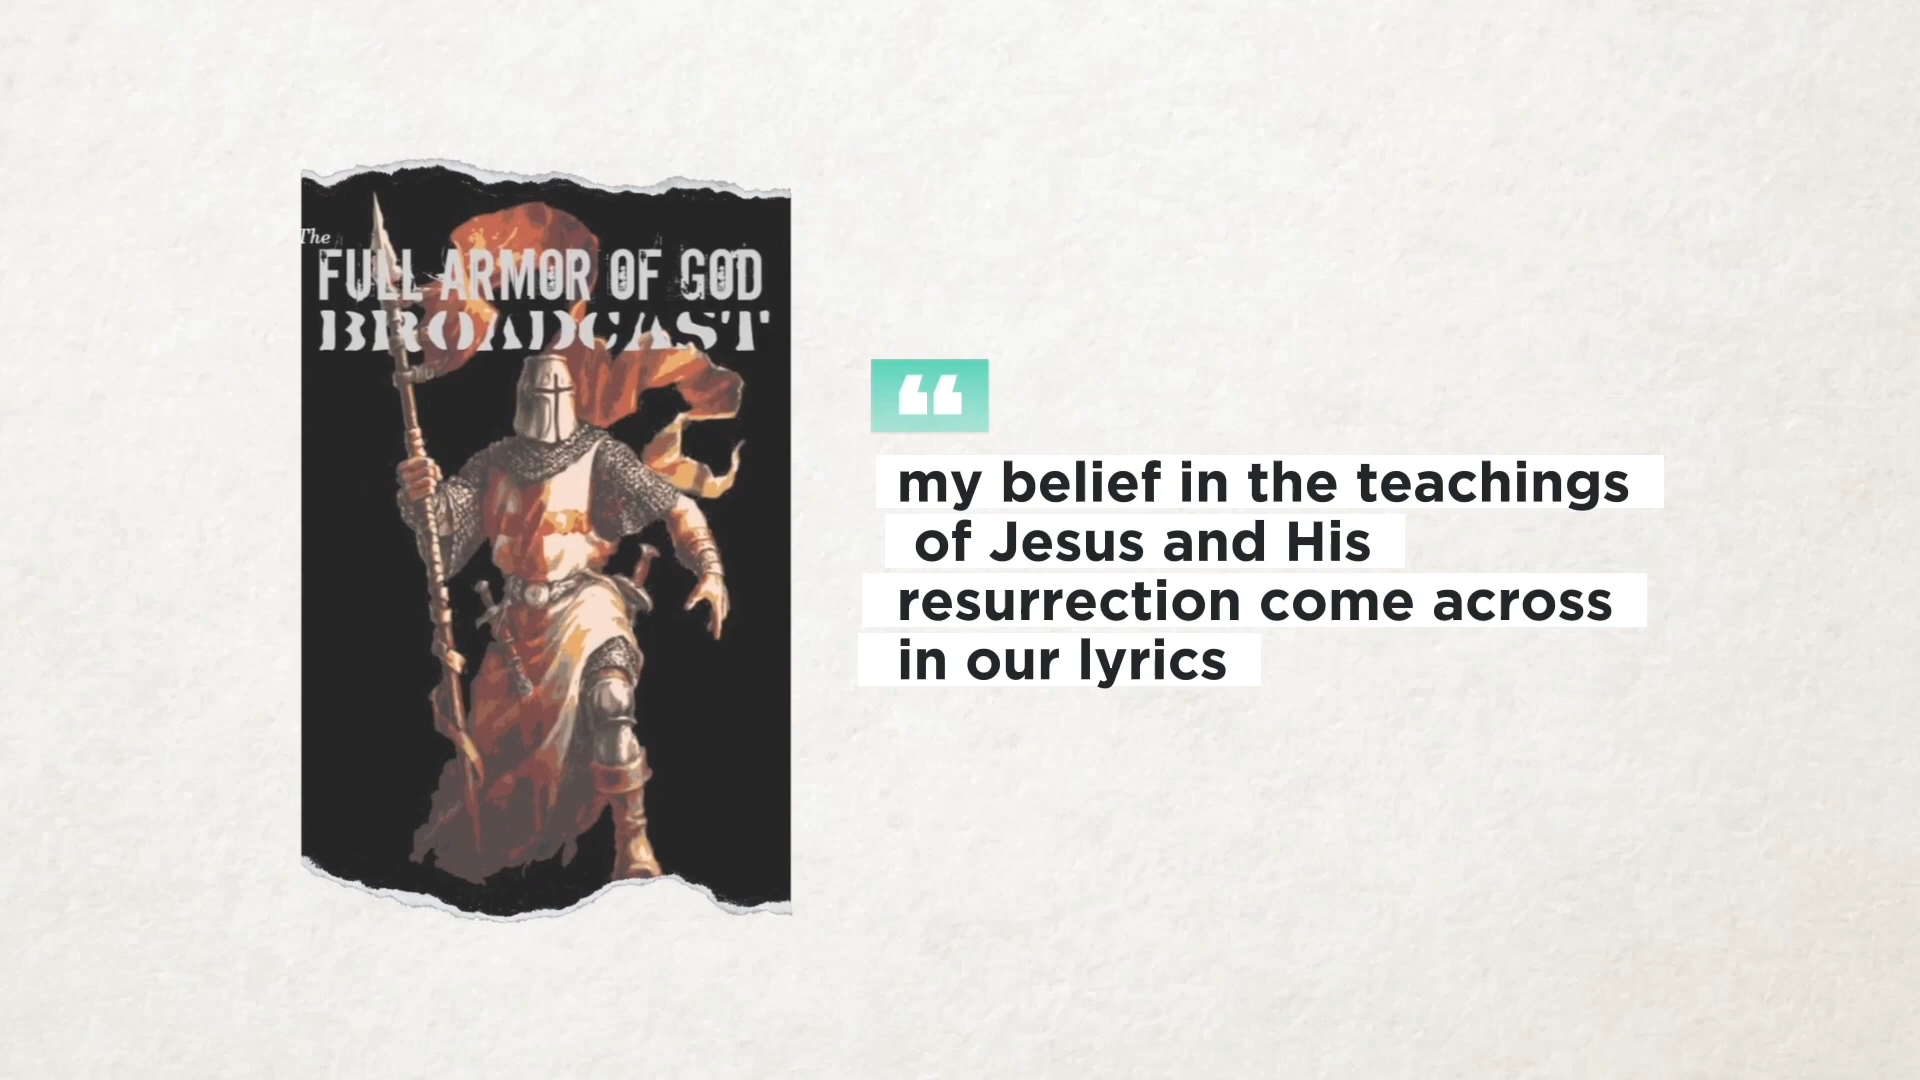 The
FULL ARMOR OF GOD
BROADCAST
“
my belief in the teachings
of Jesus and His
resurrection come across
in our lyrics